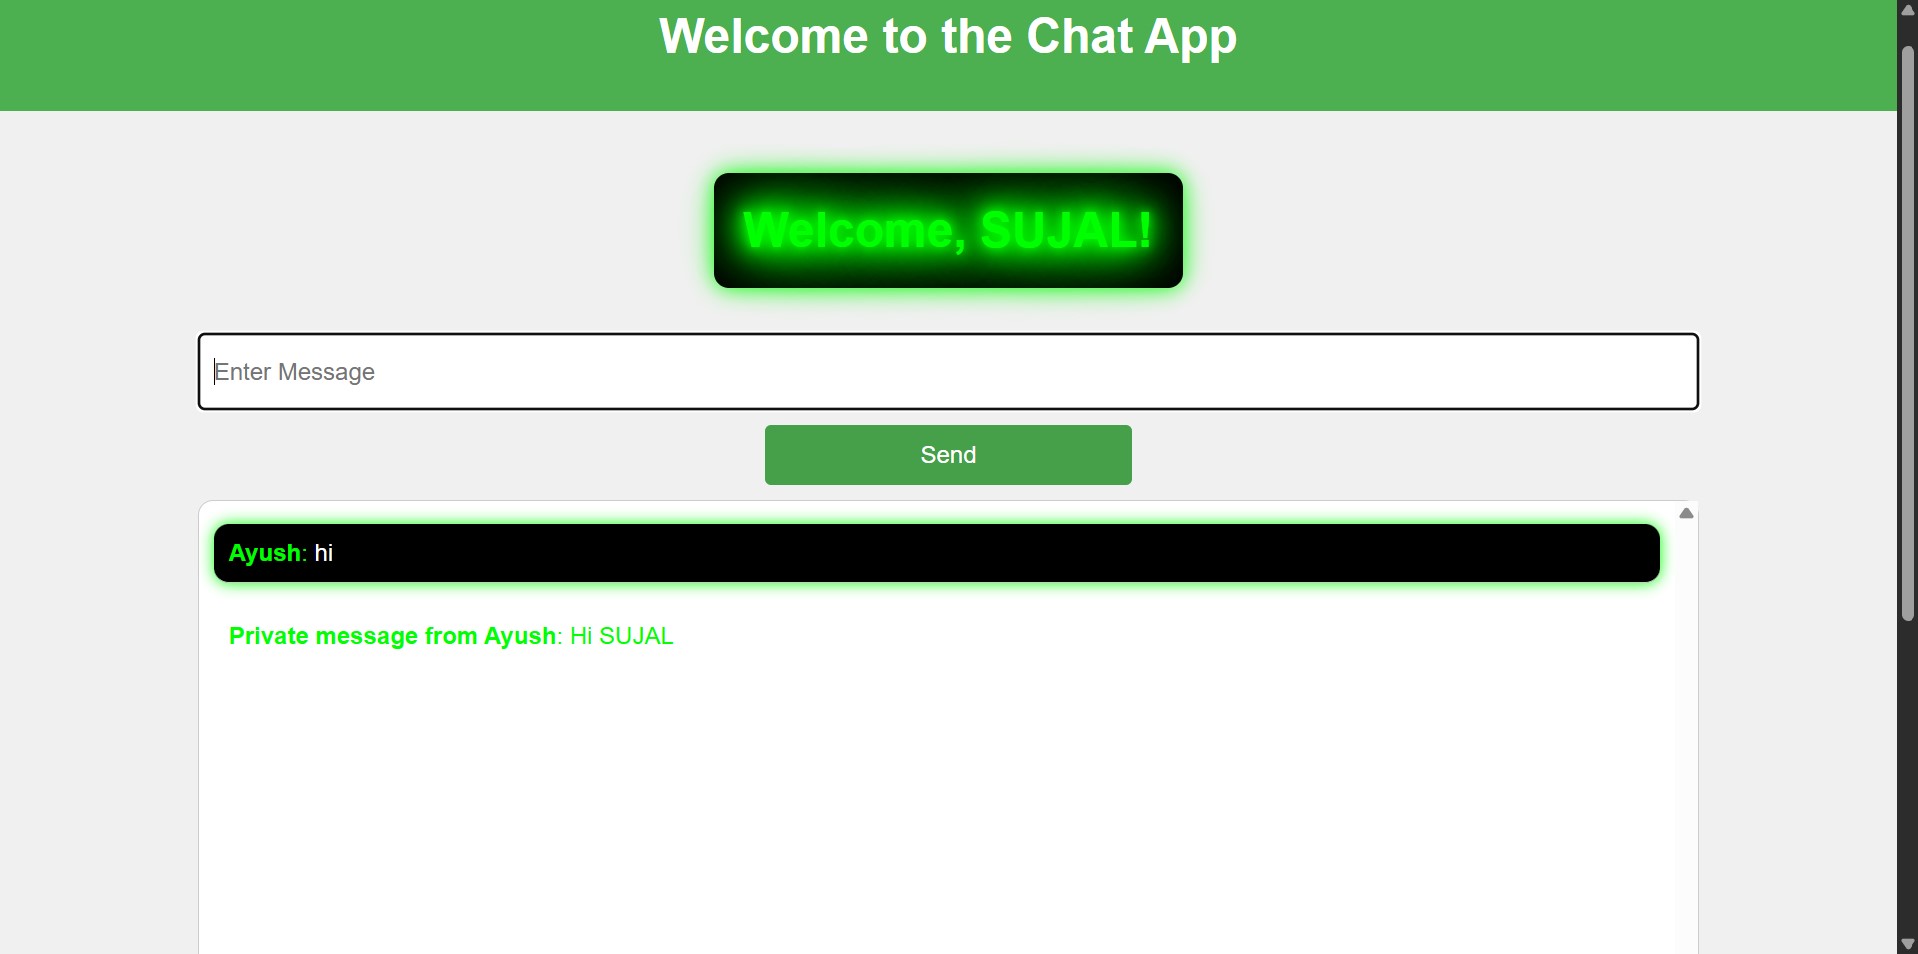 Welcome to the Chat App
Welcome, SUJAL!
Enter Message
Send
Ayush: hi
Private message from Ayush: Hi SUJAL